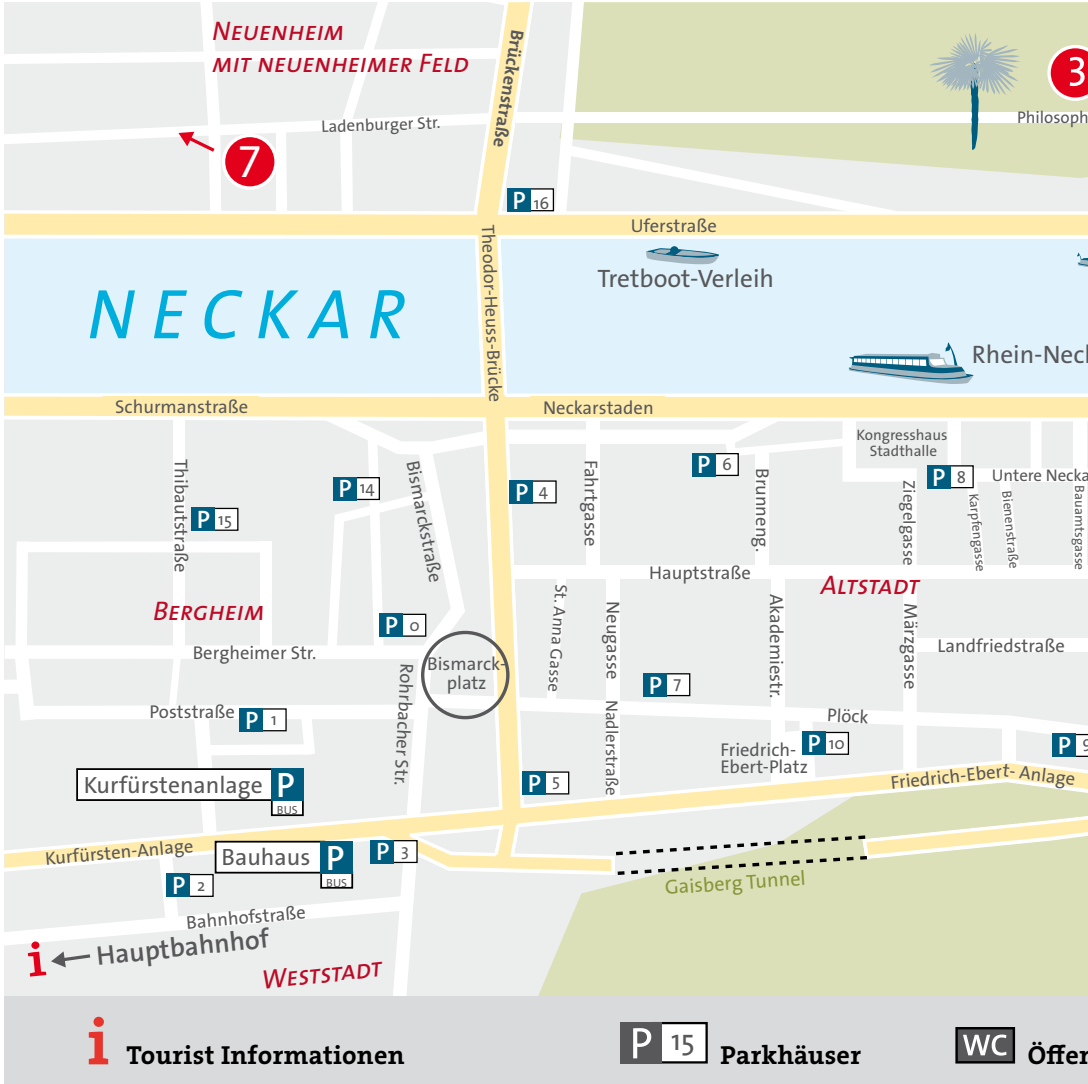 NEUENHEIM
MIT NEUENHEIMER FELD
Brückenstraße
3
Philosoph
Ladenburger Str.
7
P 16
Uferstraße
Theodor-Heuss-Brücke
Tretboot-Verleih
NECKAR
Rhein-Neck
Schurmanstraße
Neckarstaden
Kongresshaus
Stadthalle
Thibautstraße
P 14
Bismarckstraße
P 4
Fahrtgasse
P 6
Brunneng.
Ziegelgasse
P 8
Untere Necka
Karpfengasse
Bienenstraße
Bauamtsgasse
P 15
Hauptstraße
ALTSTADT
BERGHEIM
P 0
St. Anna Gasse
Neugasse
Akademiestr.
Märzgasse
Landfriedstraße
Bergheimer Str.
Bismarck-
platz
Rohrbacher Str.
P 7
Nadlerstraße
Poststraße
P 1
Plöck
P 10
Friedrich-
Ebert-Platz
P 9
Kurfürstenanlage P
BUS
P 5
Friedrich-Ebert-Anlage
Kurfürsten-Anlage
Bauhaus P
BUS
P 3
P 2
Gaisberg Tunnel
Bahnhofstraße
i
Hauptbahnhof
WESTSTADT
i Tourist Informationen
P 15 Parkhäuser
WC Öffen